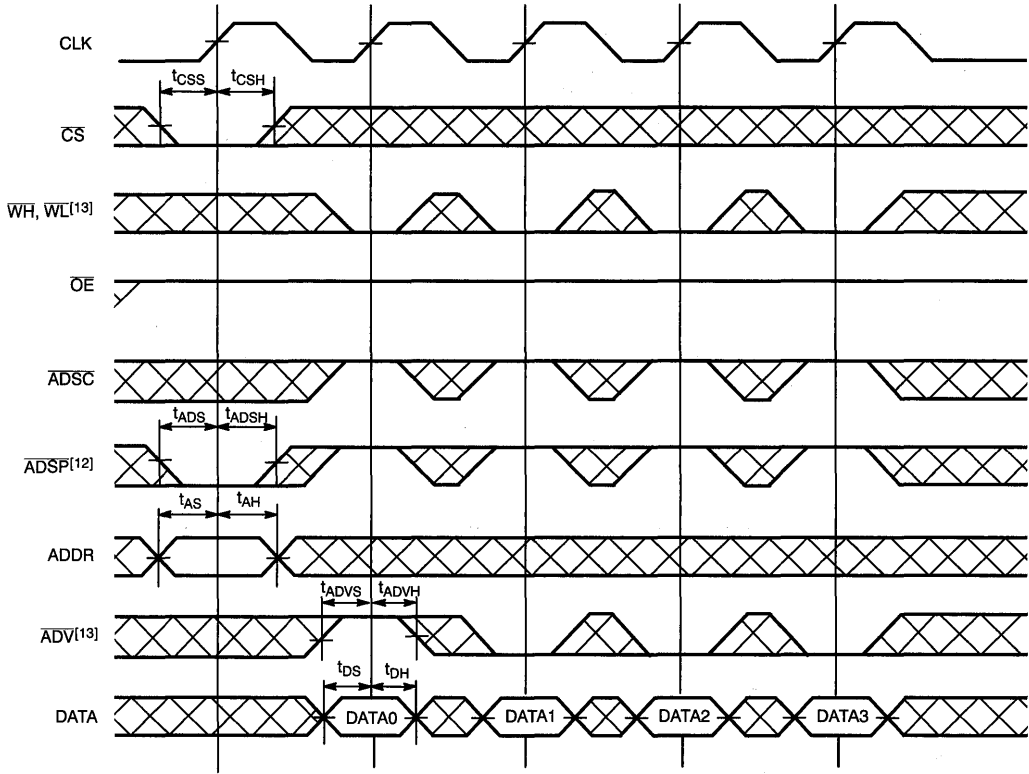 CLK
tCSS tCSH
CS
WH, WL[13]
OE
ADSC
tADS tADSH
ADSP[12]
tAS tAH
ADDR
tADVS tADVH
ADV[13]
tDS tDH
DATA DATA0 DATA1 DATA2 DATA3